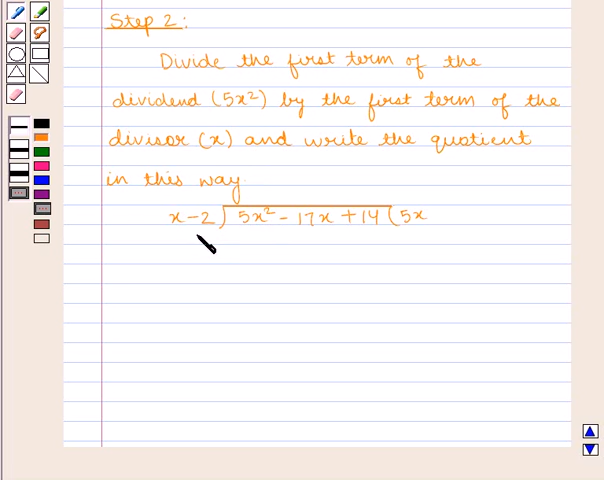 Step 2:
Divide the first term of the
dividend (5x²) by the first term of the
divisor (x) and write the quotient
in this way
x - 2 ) 5x² - 17x + 14 ( 5x